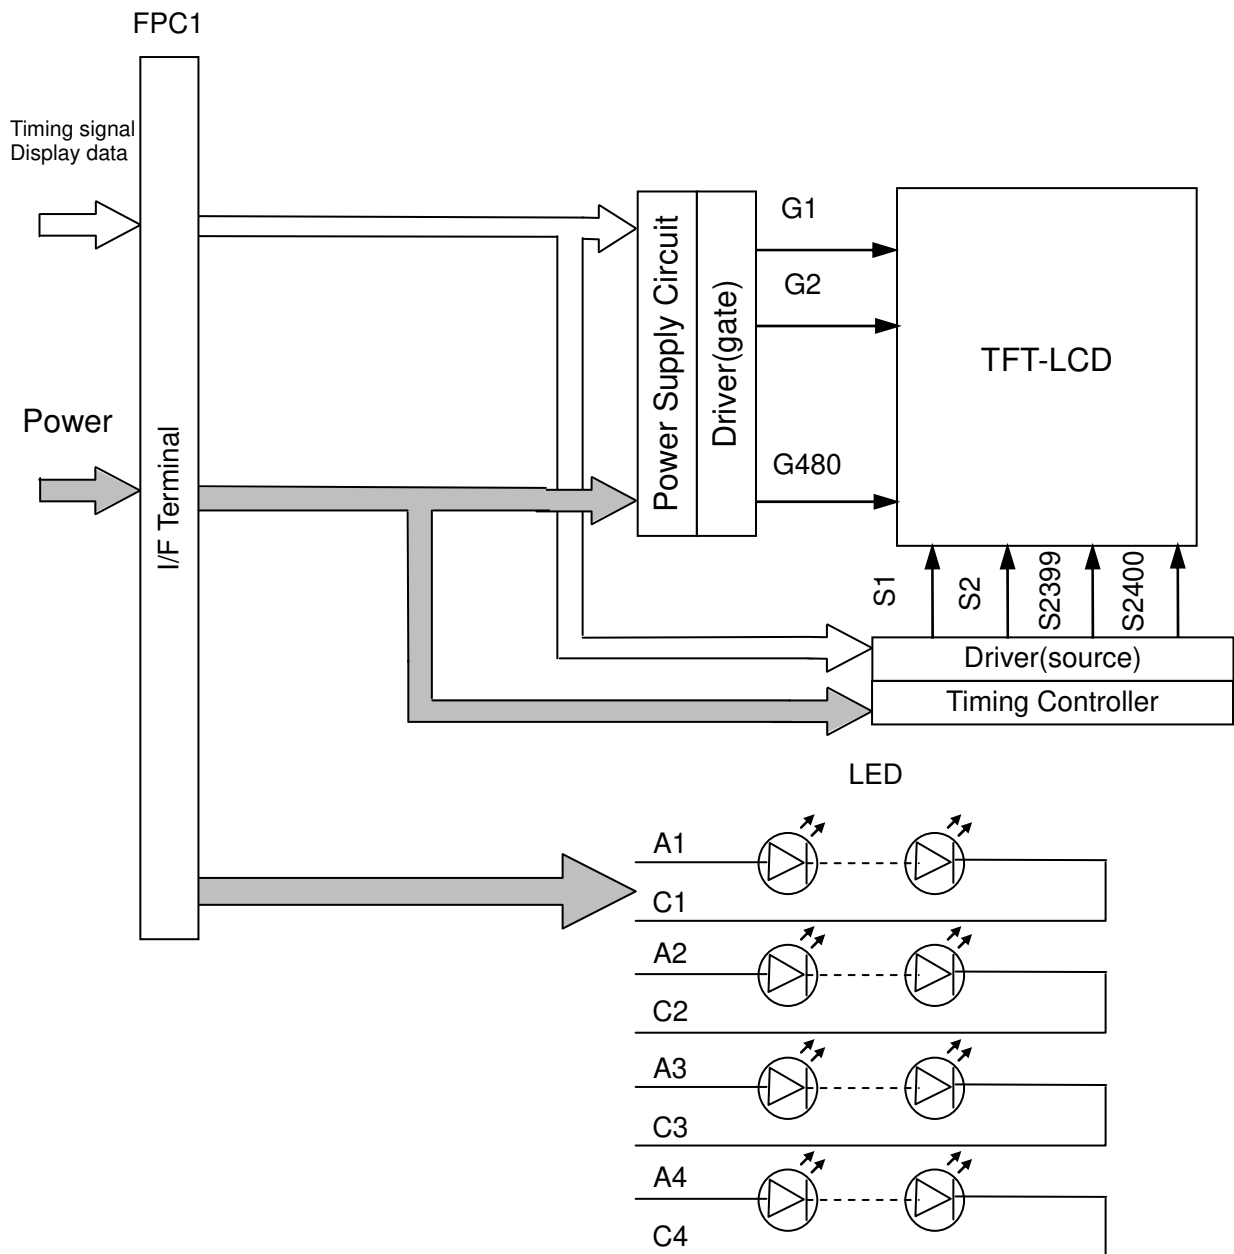 FPC1
Timing signal
Display data
Power
I/F Terminal
Power Supply Circuit
Driver(gate)
G1
G2
G480
TFT-LCD
S1
S2
S2399
S2400
Driver(source)
Timing Controller
LED
A1
C1
A2
C2
A3
C3
A4
C4